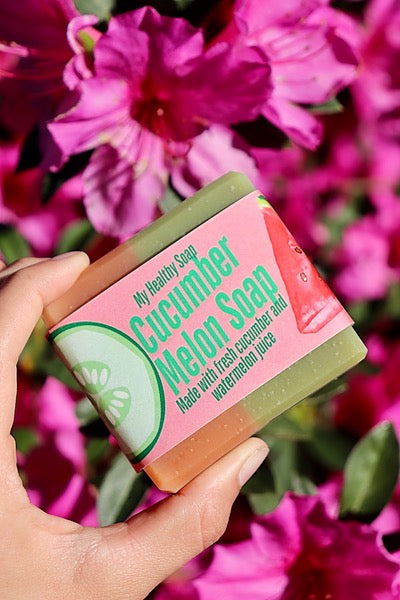 My Healthy Soap
Cucumber
Melon Soap
Made with fresh cucumber and
watermelon juice